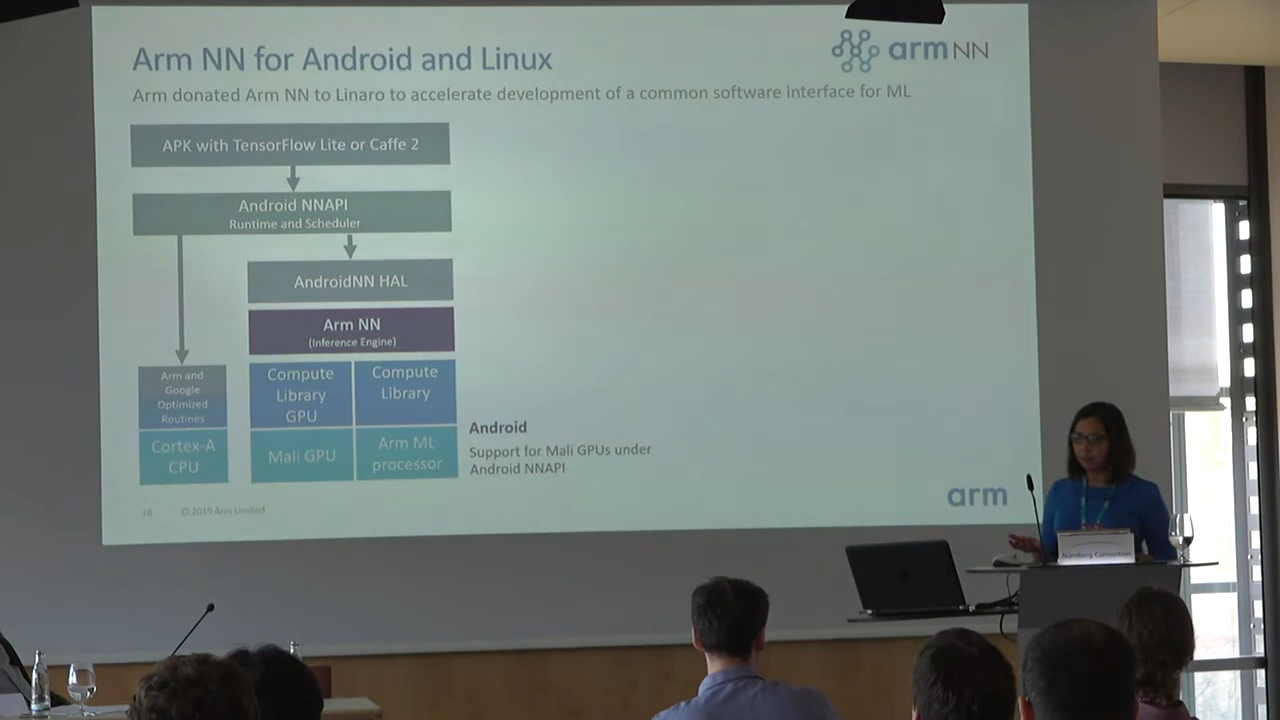 Arm NN for Android and Linux
arm NN
Arm donated Arm NN to Linaro to accelerate development of a common software interface for ML
APK with TensorFlow Lite or Caffe 2
Android NNAPI
Runtime and Scheduler
AndroidNN HAL
Arm NN
(Inference Engine)
Arm and
Google
Optimized
Routines
Compute
Library
GPU
Compute
Library
Cortex-A
CPU
Mali GPU
Arm ML
processor
Android
Support for Mali GPUs under
Android NNAPI
18 © 2019 Arm Limited
arm
Nürnberg Convention